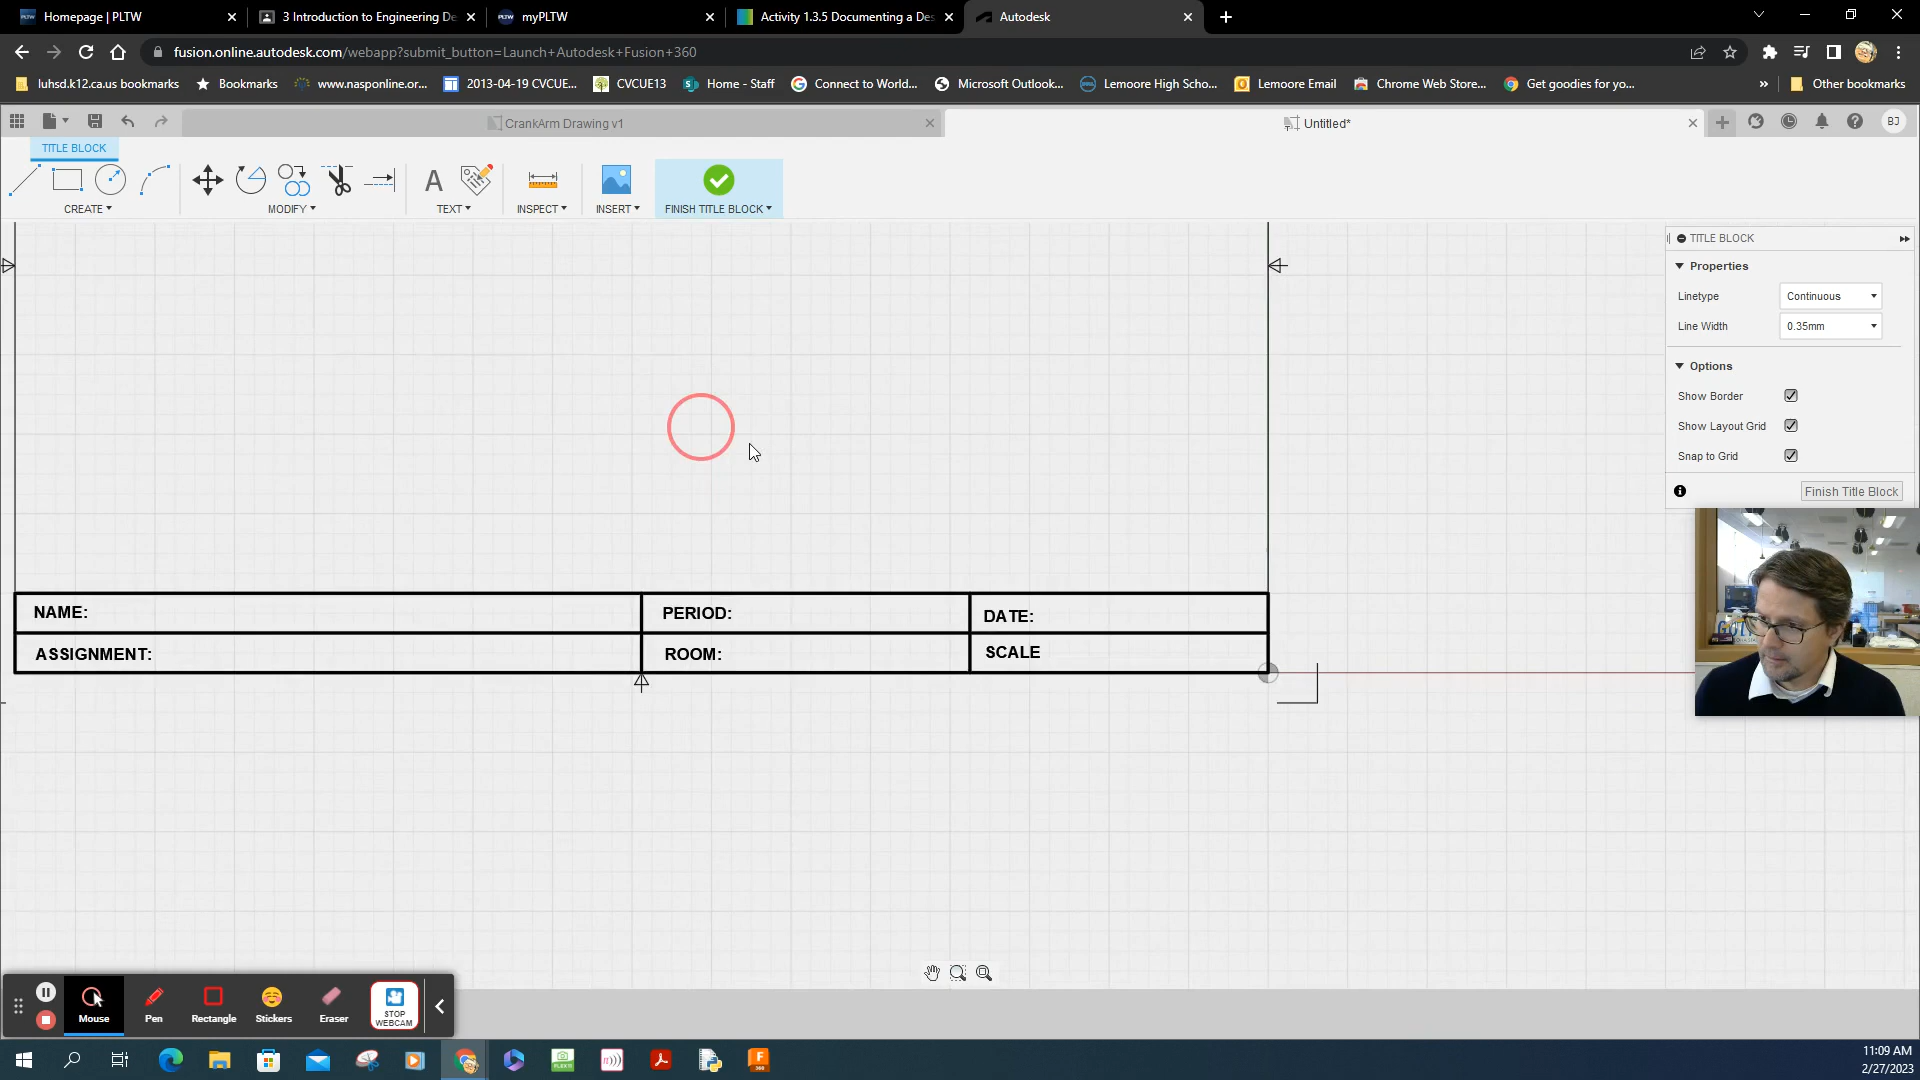 Homepage | PLTW
3 Introduction to Engineering De
myPLTW
Activity 1.3.5 Documenting a Des
Autodesk
fusion.online.autodesk.com/webapp?submit_button=Launch+Autodesk+Fusion+360
luhsd.k12.ca.us bookmarks
Bookmarks
www.nasponline.or...
2013-04-19 CVCUE...
CVCUE13
Home - Staff
Connect to World...
Microsoft Outlook...
Lemoore High Scho...
Lemoore Email
Chrome Web Store...
Get goodies for yo...
»
Other bookmarks
CrankArm Drawing v1
Untitled*
BJ
TITLE BLOCK
CREATE
MODIFY
A
TEXT
INSPECT
INSERT
FINISH TITLE BLOCK
TITLE BLOCK
Properties
Linetype
Continuous
Line Width
0.35mm
Options
Show Border
Show Layout Grid
Snap to Grid
Finish Title Block
NAME:
PERIOD:
DATE:
ASSIGNMENT:
ROOM:
SCALE
Mouse
Pen
Rectangle
Stickers
Eraser
STOP
WEBCAM
11:09 AM
2/27/2023